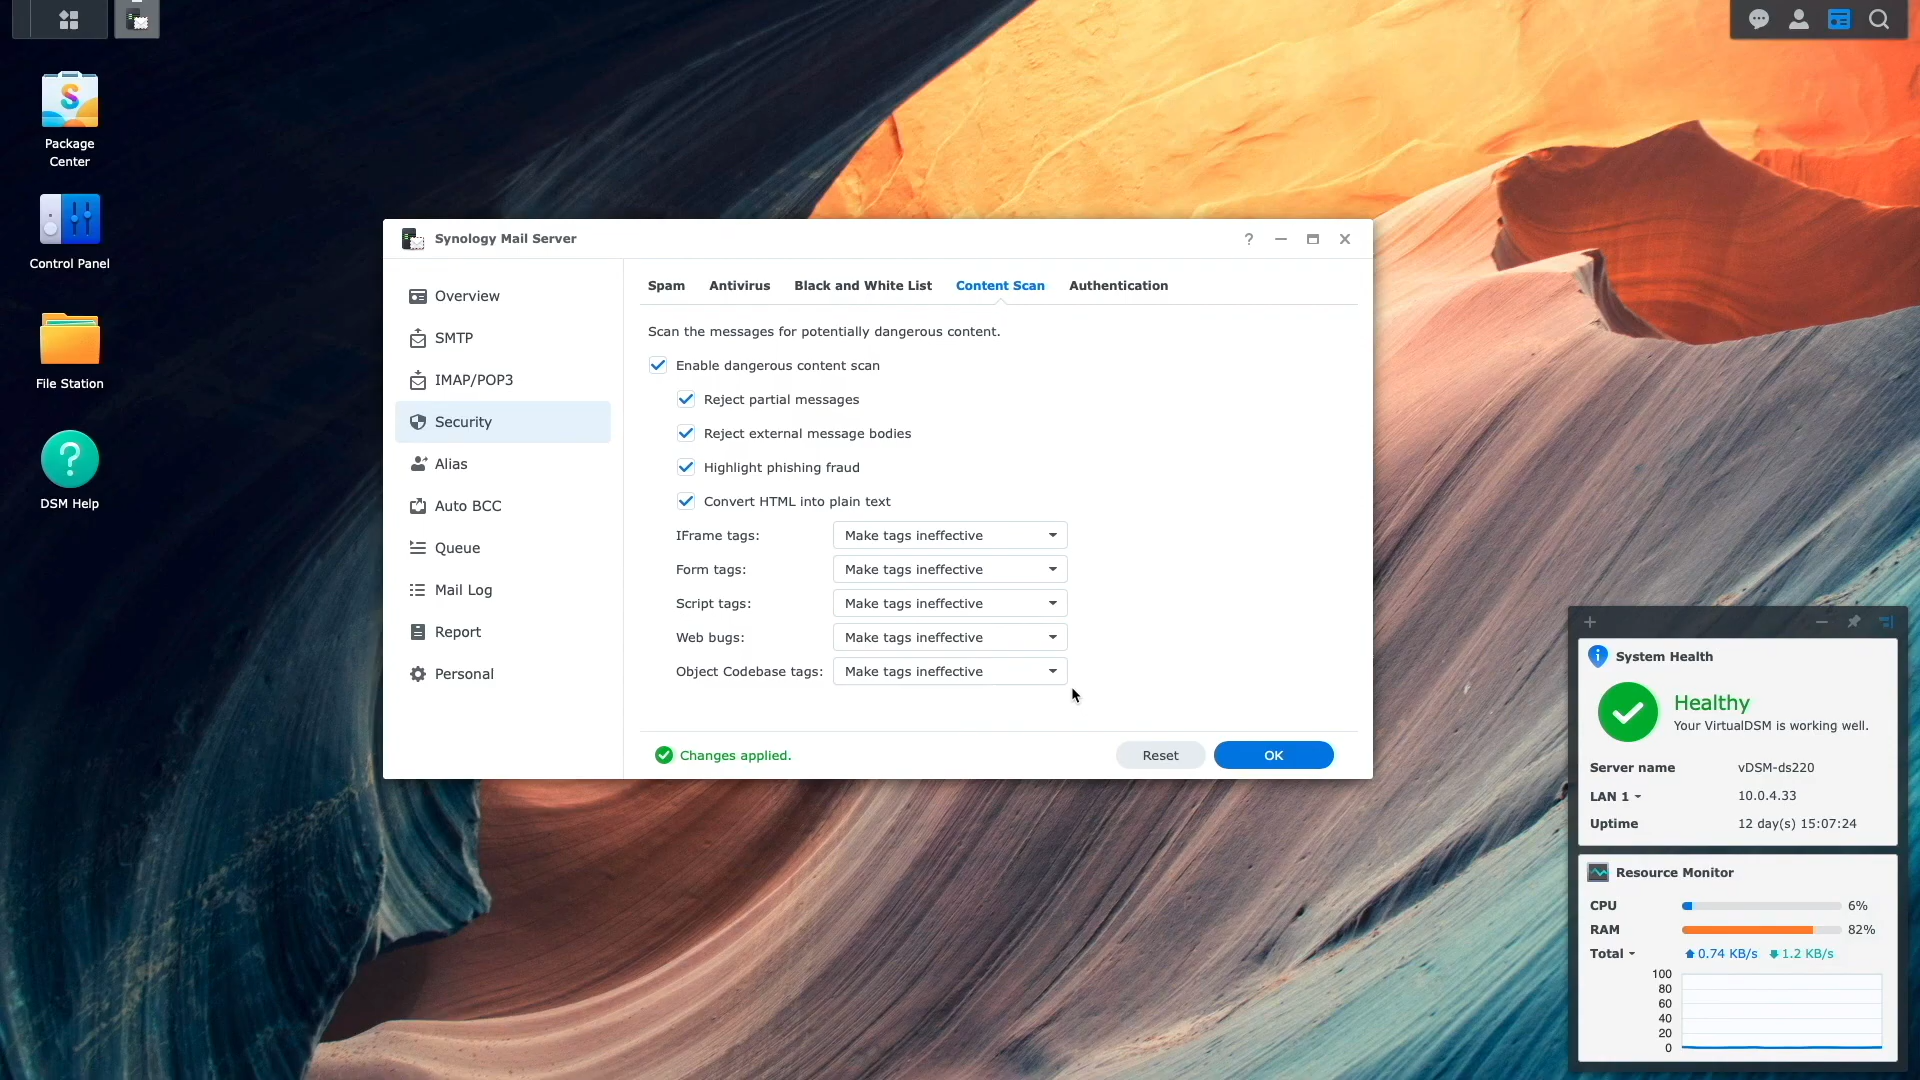 Package
Center
Control Panel
File Station
DSM Help
Synology Mail Server
Overview
SMTP
IMAP/POP3
Security
Alias
Auto BCC
Queue
Mail Log
Report
Personal
Spam Antivirus Black and White List Content Scan Authentication
Scan the messages for potentially dangerous content.
Enable dangerous content scan
Reject partial messages
Reject external message bodies
Highlight phishing fraud
Convert HTML into plain text
IFrame tags: Make tags ineffective
Form tags: Make tags ineffective
Script tags: Make tags ineffective
Web bugs: Make tags ineffective
Object Codebase tags: Make tags ineffective
Changes applied. Reset OK
System Health
Healthy
Your VirtualDSM is working well.
Server name vDSM-ds220
LAN 1 10.0.4.33
Uptime 12 day(s) 15:07:24
Resource Monitor
CPU 6%
RAM 82%
Total 0.74 KB/s 1.2 KB/s
100
80
60
40
20
0